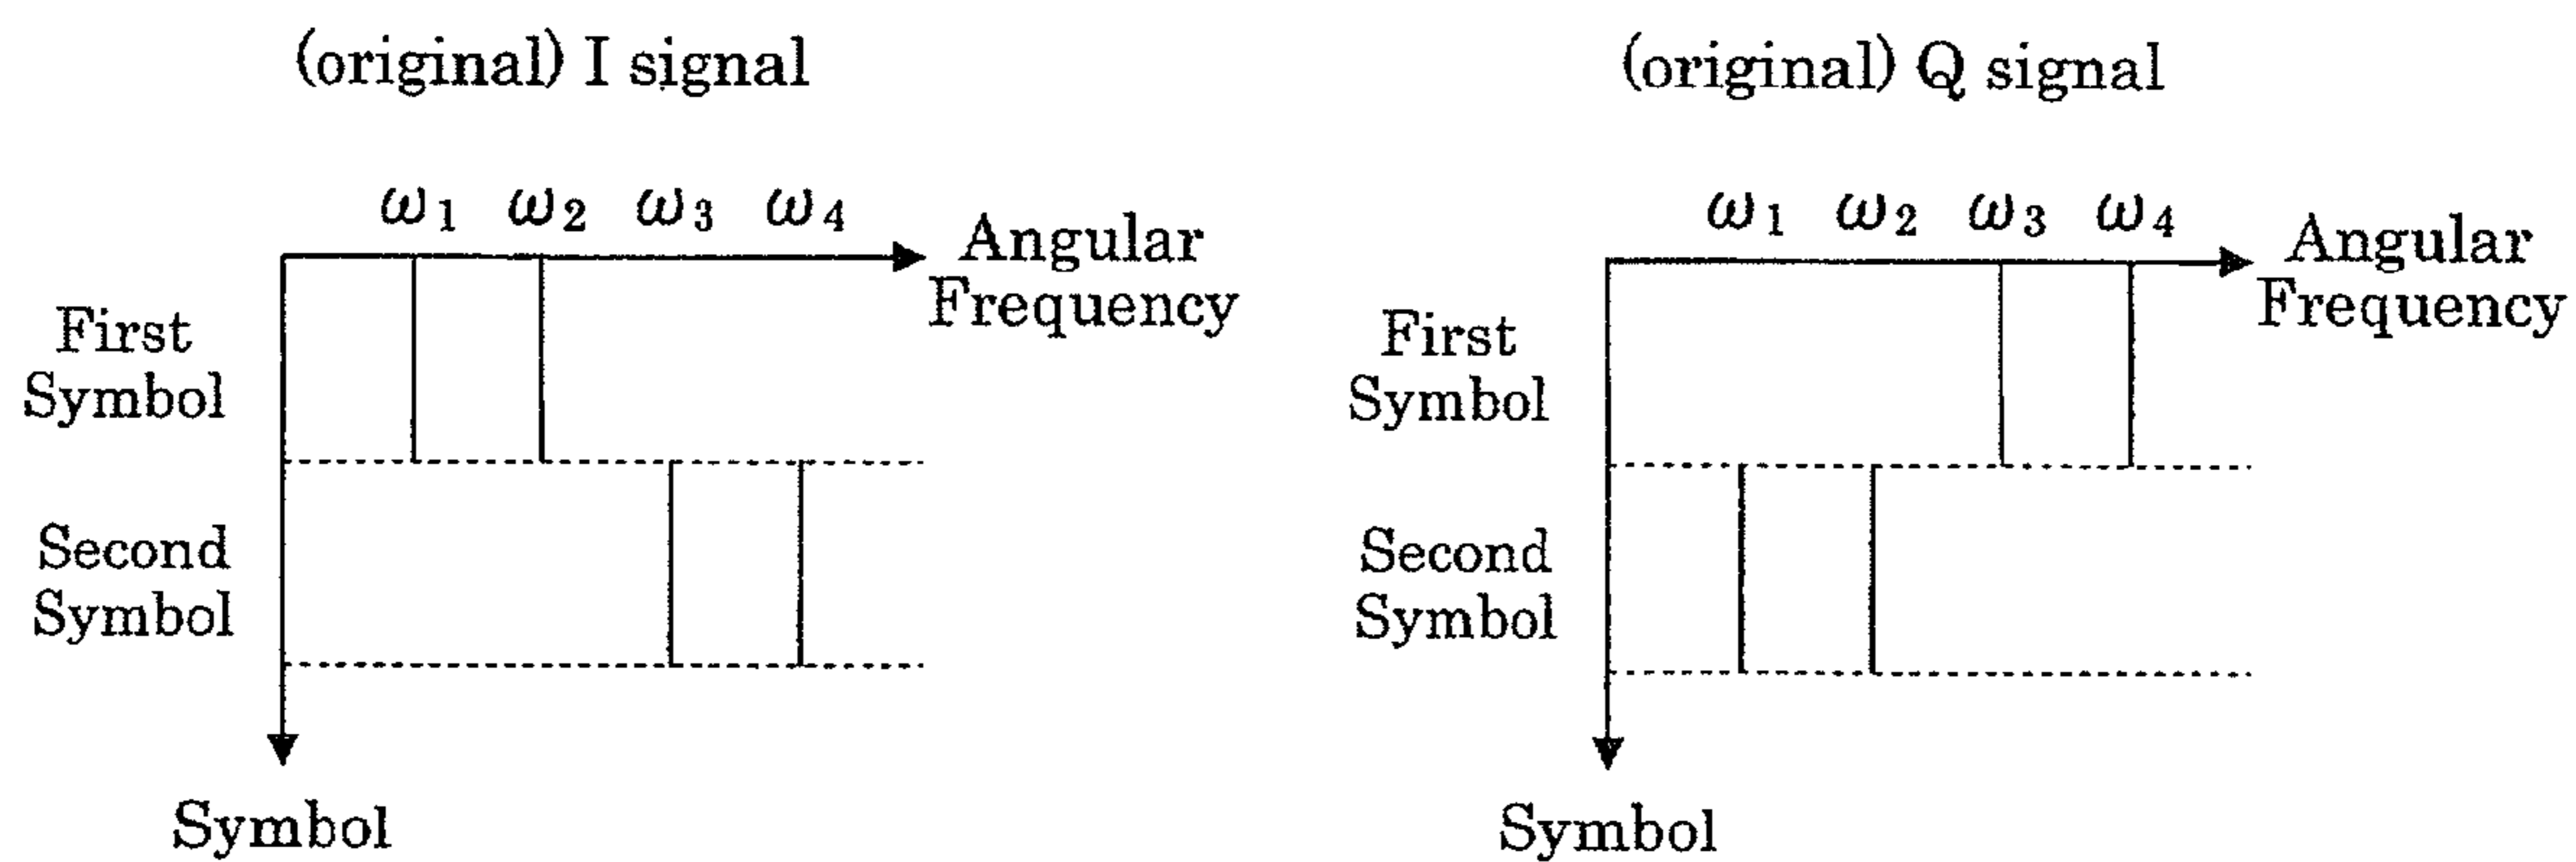 (original) I signal
ω1 ω2 ω3 ω4
Angular
Frequency
First
Symbol
Second
Symbol
Symbol
(original) Q signal
ω1 ω2 ω3 ω4
Angular
Frequency
First
Symbol
Second
Symbol
Symbol